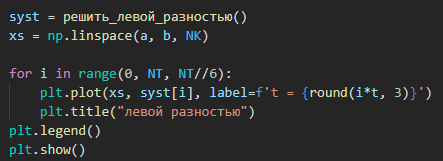 syst = решить_левой_разностью()
xs = np.linspace(a, b, NK)
for i in range(0, NT, NT//6):
    plt.plot(xs, syst[i], label=f't = {round(i*t, 3)}')
    plt.title("левой разностью")
plt.legend()
plt.show()